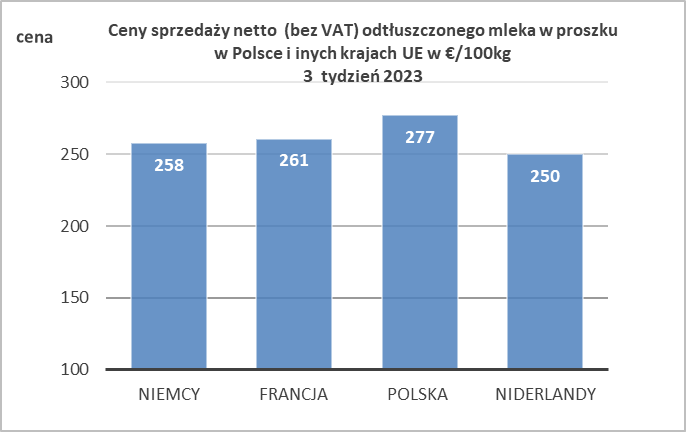 cena
Ceny sprzedaży netto  (bez VAT) odtłuszczonego mleka w proszku
w Polsce i inych krajach UE w €/100kg
3  tydzień 2023
300
250
200
150
100
258
261
277
250
NIEMCY
FRANCJA
POLSKA
NIDERLANDY